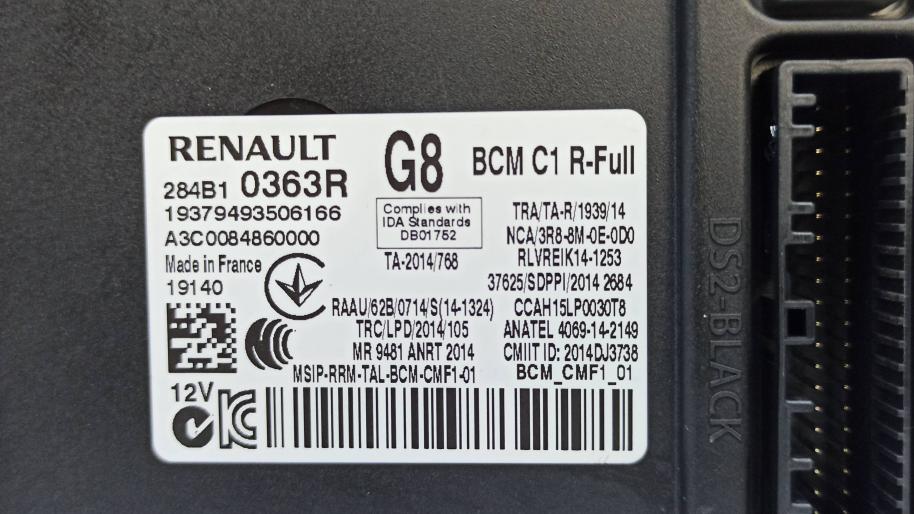 RENAULT G8 BCM C1 R-Full
284B1 0363R
19379493506166
A3C0084860000
Made in France
19140
Complies with
IDA Standards
DB01752
TA-2014/768
TRA/TA-R/1939/14
NCA/3R8-8M-0E-0D0
RLVREIK14-1253
37625/SDPPI/2014 2684
RAAU/62B/0714/S(14-1324) CCAH15LP0030T8
TRC/LPD/2014/105 ANATEL 4069-14-2149
MR 9481 ANRT 2014 CMIIT ID: 2014DJ3738
MSIP-RRM-TAL-BCM-CMF1-01 BCM_CMF1_01
12V
DS2-BLACK